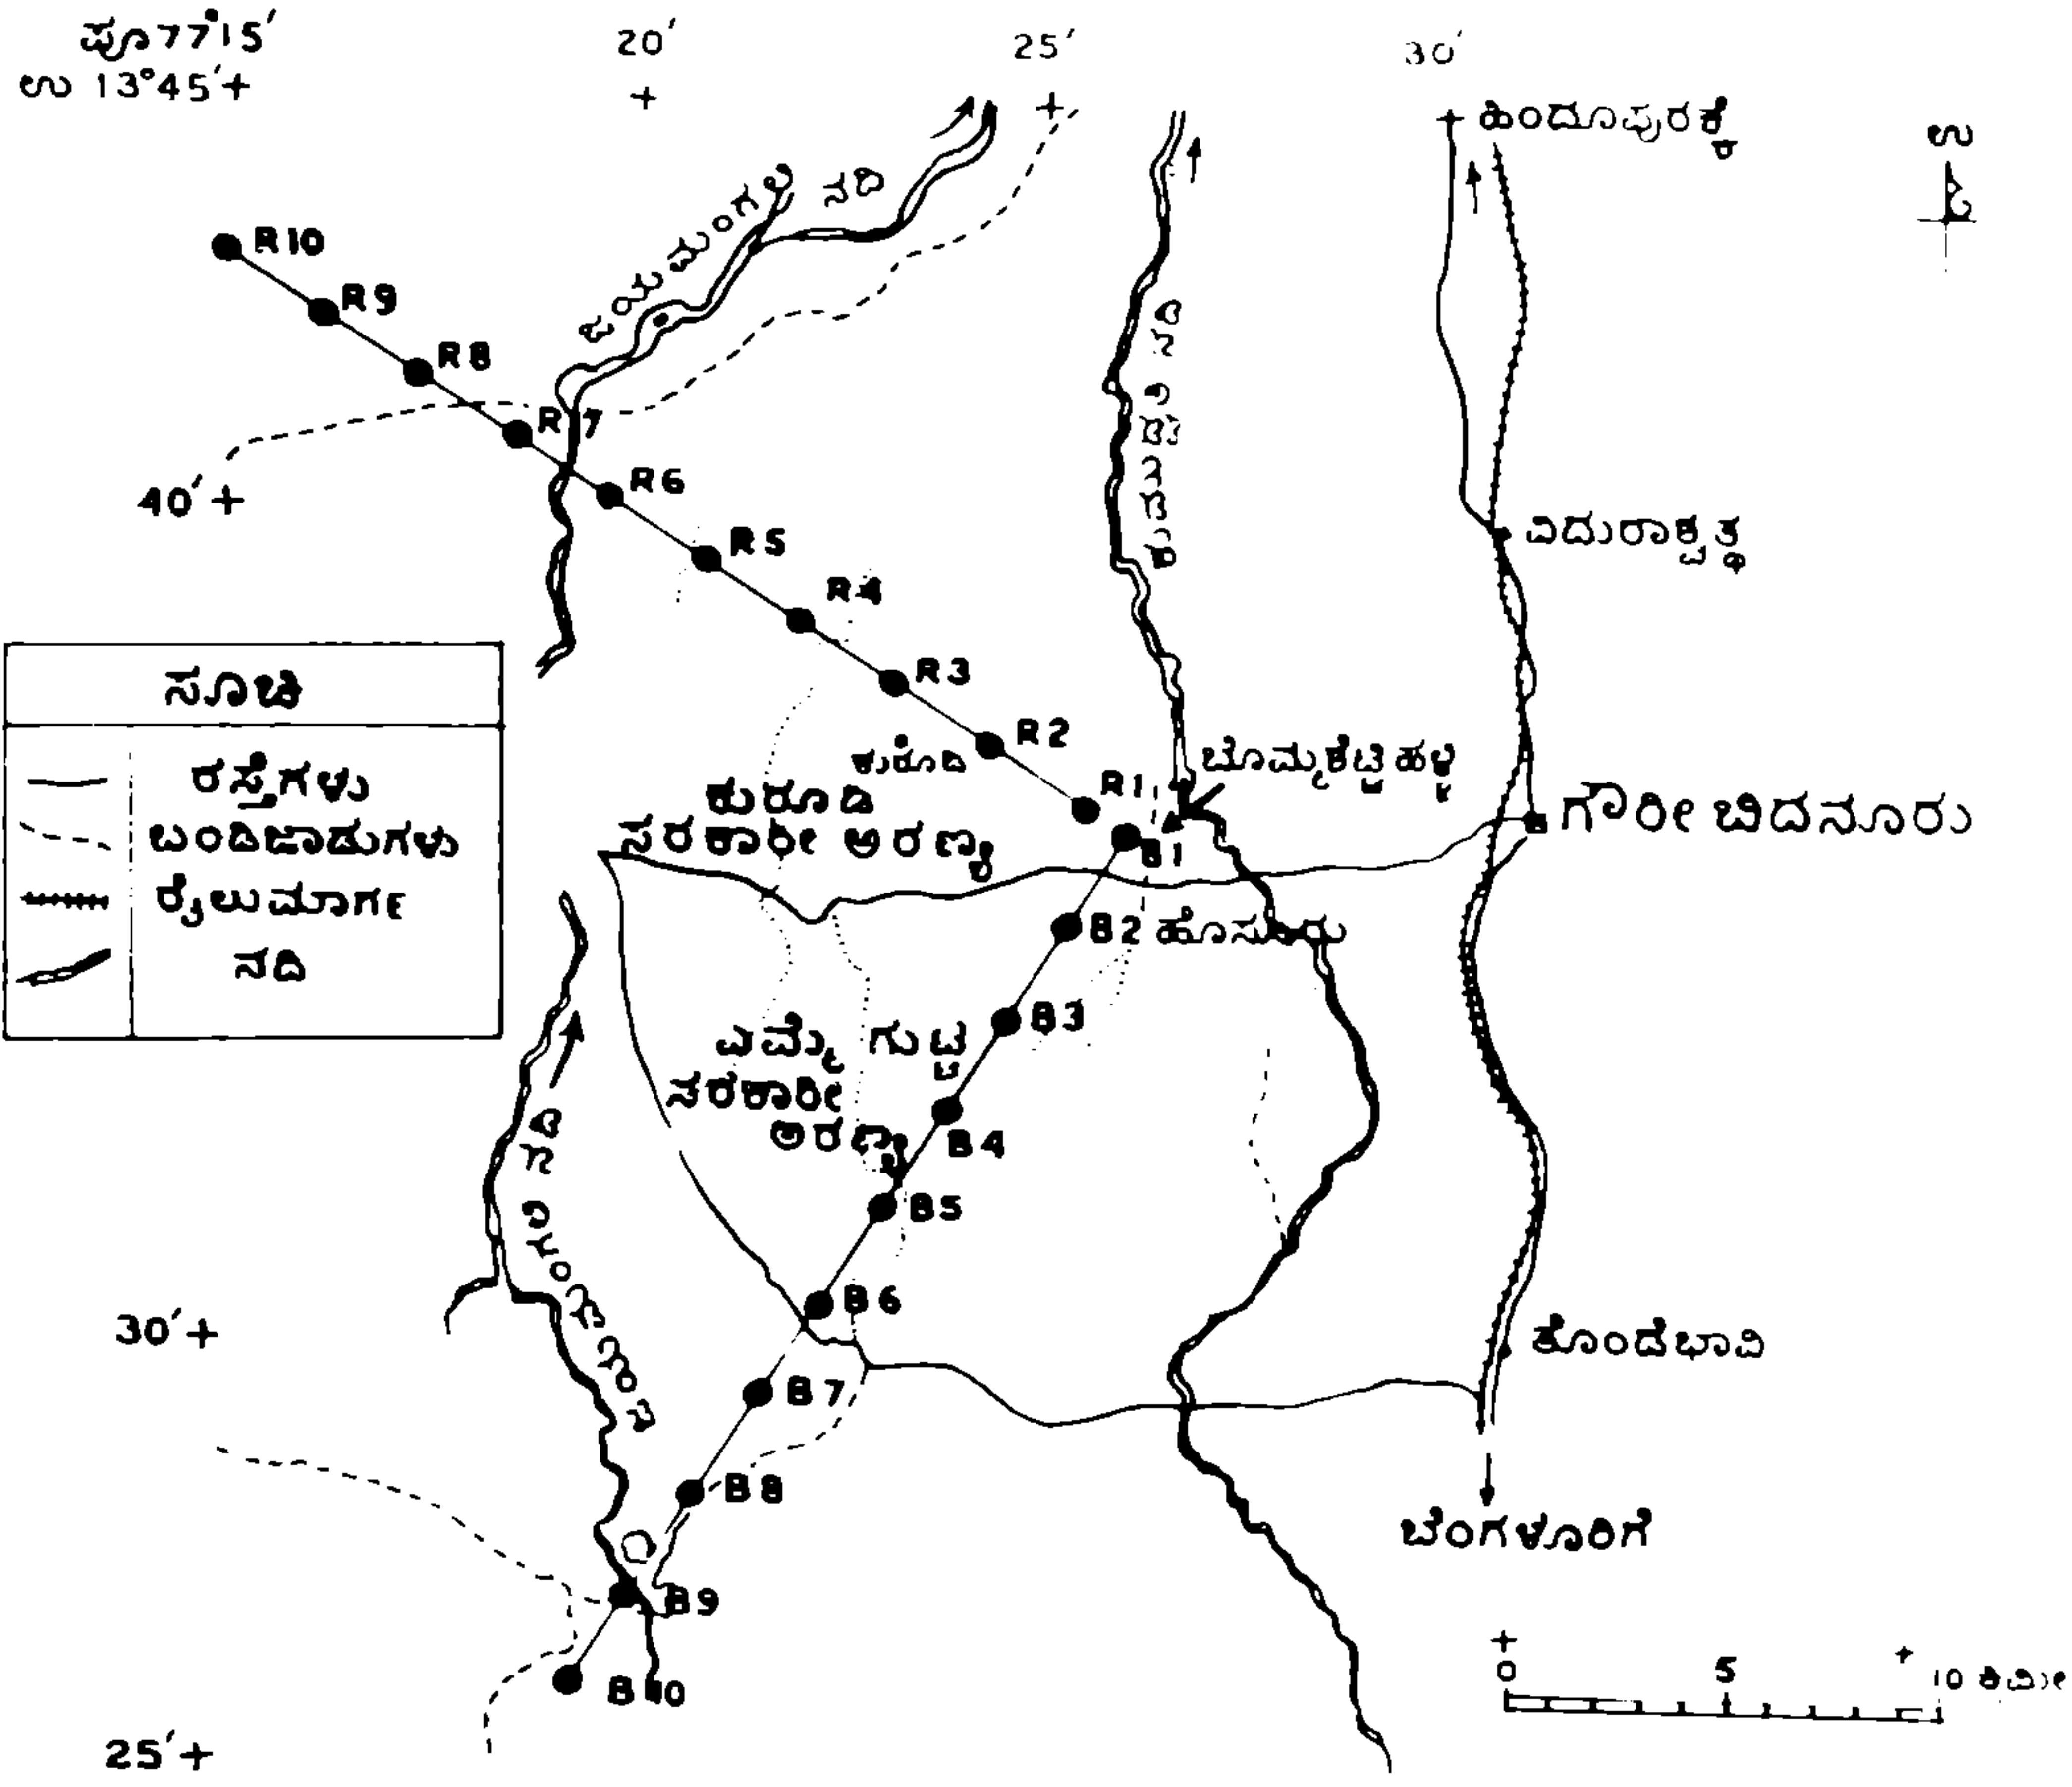 ಪೂ 77°15′
20′
25′
30′
ಉ 13°45′+
ಹಿಂದೂಪುರಕ್ಕೆ
ಉ
ಜಯಮಂಗಲಿ ನದಿ
R10
R9
R8
R7
40′+
R6
R5
R4
R3
R2
R1
ವಿದುರಾಶ್ವತ್ಥ
ಸೂಚಿ
ರಸ್ತೆಗಳು
ಬಂದಿಜಾಡುಗಳು
ರೈಲುಮಾರ್ಗ
ನದಿ
ಕುರೂಡಿ
ಸರಕಾರೀ ಅರಣ್ಯ
ಬೊಮ್ಮಶೆಟ್ಟಿಹಳ್ಳಿ
ಗೌರೀಬಿದನೂರು
B1
B2 ಹೊಸೂರು
B3
ಎಮ್ಮೆ ಗುಟ್ಟ
ಸರಕಾರೀ
ಅರಣ್ಯ
B4
B5
B6
30′+
ಕೊಂಡೆಭಾವಿ
B7
B8
ಬೆಂಗಳೂರಿಗೆ
B9
B10
25′+
0 5 10 ಕಿಮೀ